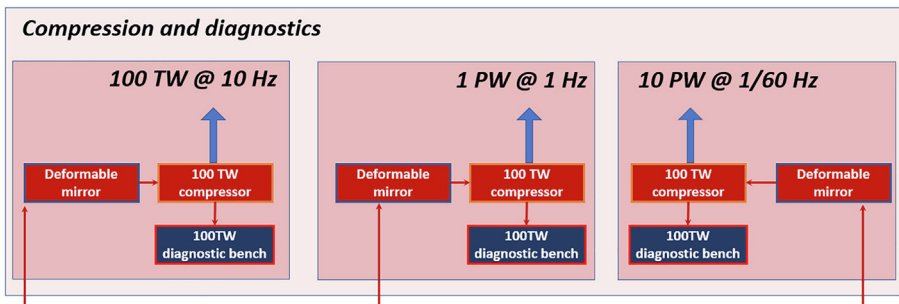 Compression and diagnostics
100 TW @ 10 Hz
1 PW @ 1 Hz
10 PW @ 1/60 Hz
Deformable
mirror
100 TW
compressor
Deformable
mirror
100 TW
compressor
100 TW
compressor
Deformable
mirror
100TW
diagnostic bench
100TW
diagnostic bench
100TW
diagnostic bench